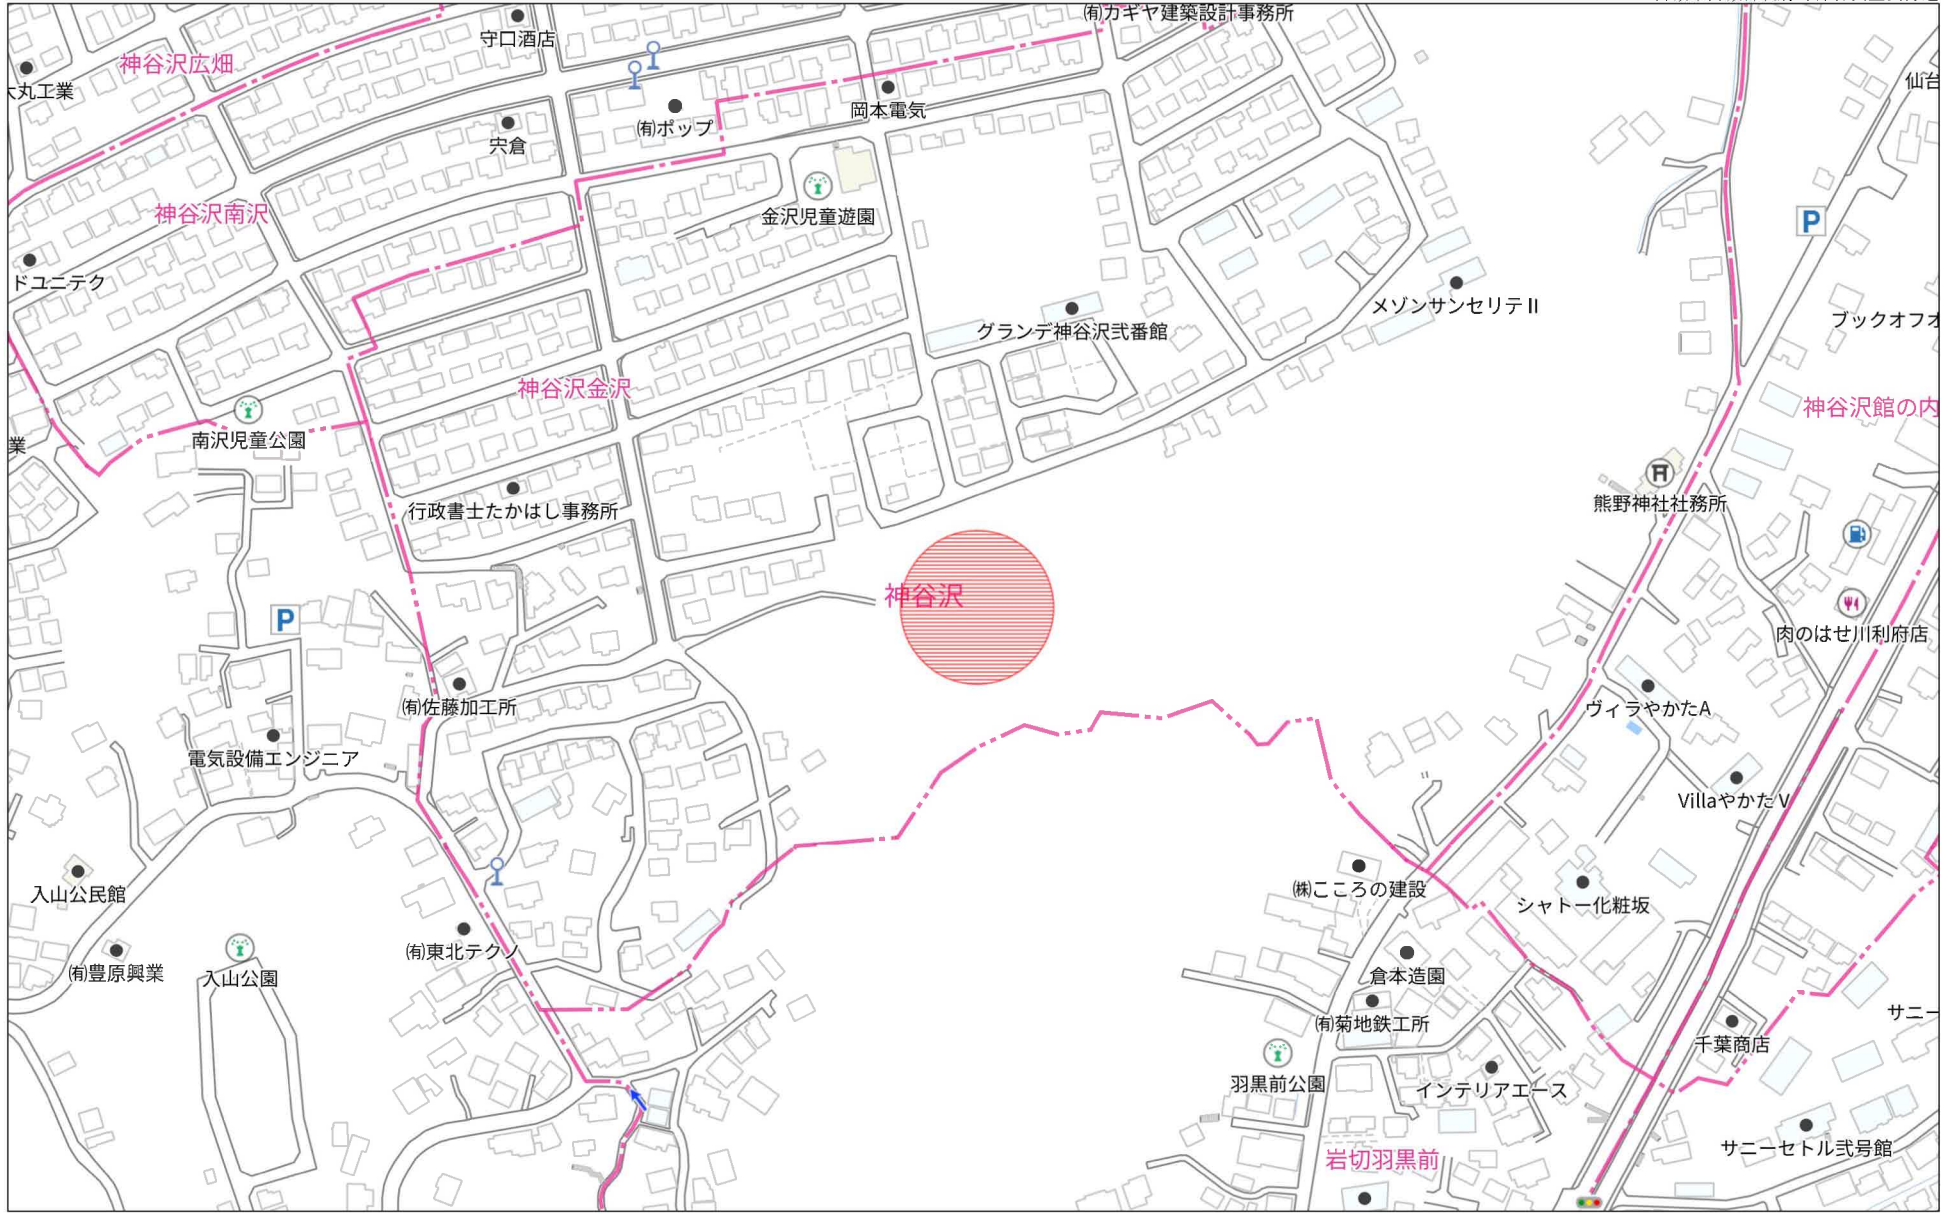 ㈲カギヤ建築設計事務所
守口酒店
神谷沢広畑
丸工業
仙台
岡本電気
㈲ポップ
宍倉
神谷沢南沢
金沢児童遊園
P
ドユニテク
メゾンサンセリテⅡ
ブックオフオ
グランデ神谷沢弐番館
神谷沢金沢
神谷沢館の内
南沢児童公園
業
熊野神社社務所
行政書士たかはし事務所
神谷沢
P
肉のはせ川利府店
㈲佐藤加工所
ヴィラやかたA
電気設備エンジニア
VillaやかたⅤ
入山公民館
㈱こころの建設
シャトー化粧坂
㈲東北テクノ
㈲豊原興業
入山公園
倉本造園
サニー
㈲菊地鉄工所
千葉商店
羽黒前公園
インテリアエース
サニーセトル弐号館
岩切羽黒前